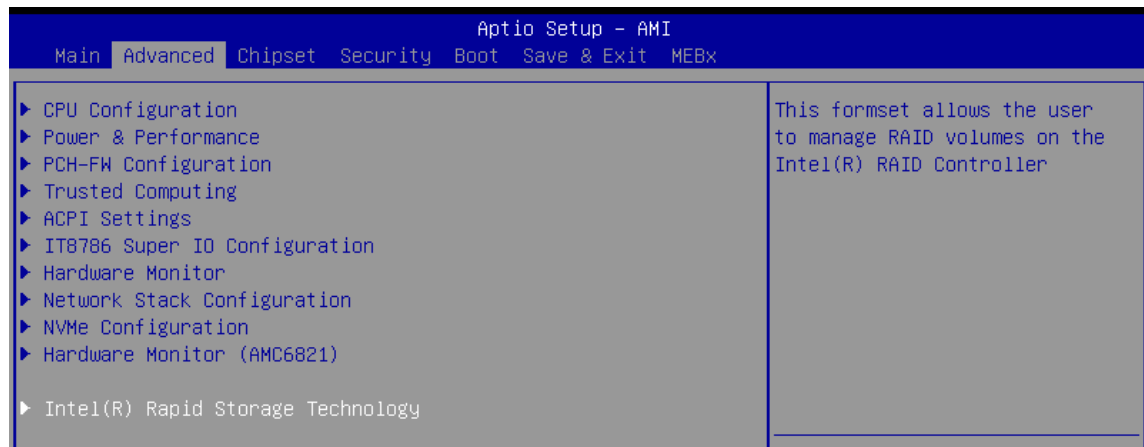 Aptio Setup – AMI
Main Advanced Chipset Security Boot Save & Exit MEBx
CPU Configuration
Power & Performance
PCH-FW Configuration
Trusted Computing
ACPI Settings
IT8786 Super IO Configuration
Hardware Monitor
Network Stack Configuration
NVMe Configuration
Hardware Monitor (AMC6821)
Intel(R) Rapid Storage Technology
This formset allows the user
to manage RAID volumes on the
Intel(R) RAID Controller